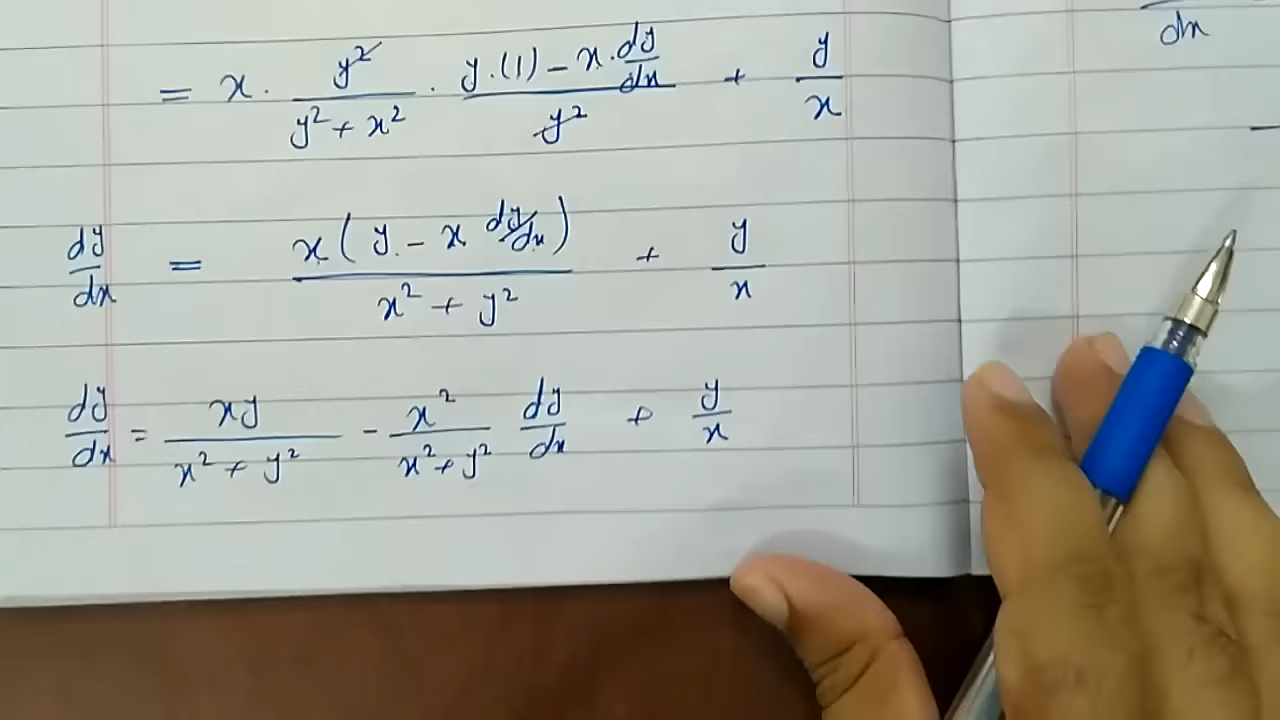 = x · y²/(y² + x²) · (y·(1) – x·dy/dx)/y² + y/x
dy/dx = x(y – x dy/dx)/(x² + y²) + y/x
dy/dx = xy/(x² + y²) – x²/(x² + y²) dy/dx + y/x
dx